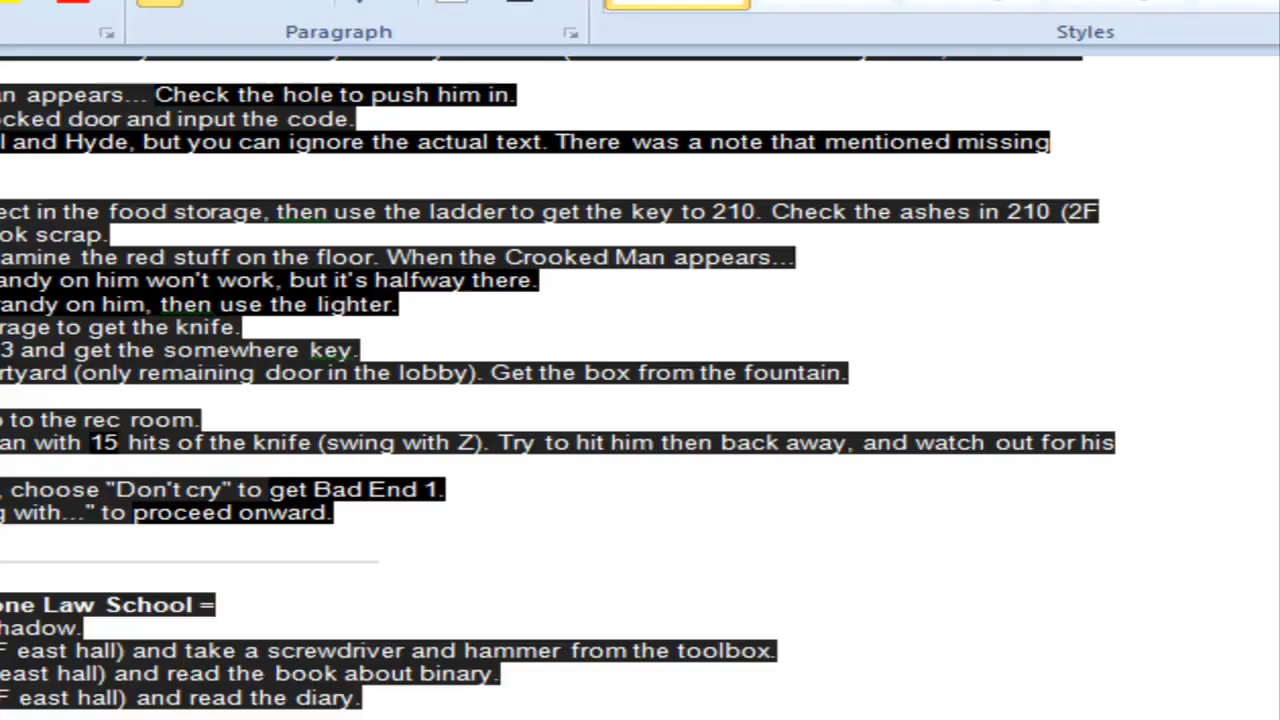 Paragraph
Styles
an appears... Check the hole to push him in.
ocked door and input the code.
l and Hyde, but you can ignore the actual text. There was a note that mentioned missing
ect in the food storage, then use the ladder to get the key to 210. Check the ashes in 210 (2F
ok scrap.
amine the red stuff on the floor. When the Crooked Man appears...
andy on him won't work, but it's halfway there.
randy on him, then use the lighter.
rage to get the knife.
3 and get the somewhere key.
rtyard (only remaining door in the lobby). Get the box from the fountain.
o to the rec room.
an with 15 hits of the knife (swing with Z). Try to hit him then back away, and watch out for his
, choose "Don't cry" to get Bad End 1.
g with..." to proceed onward.
one Law School =
hadow.
F east hall) and take a screwdriver and hammer from the toolbox.
east hall) and read the book about binary.
F east hall) and read the diary.